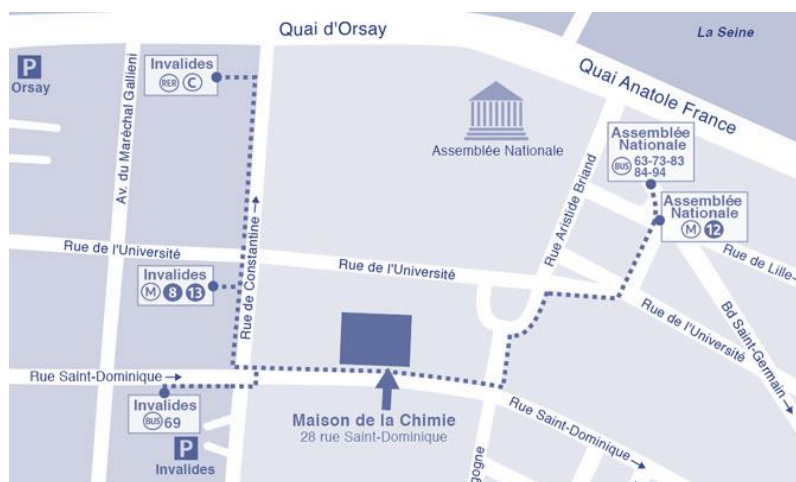 Quai d'Orsay
La Seine
P
Orsay
Invalides
RER C
Av. du Maréchal Gallieni
Quai Anatole France
Assemblée Nationale
Assemblée
Nationale
BUS 63-73-83
84-94
Assemblée
Nationale
M 12
Rue Aristide Briand
Rue de Constantine →
Rue de l'Université
Rue de l'Université
Rue de Lille
Invalides
M 8 13
Rue de l'Université
Bd Saint-Germain →
Rue Saint-Dominique →
Invalides
BUS 69
Maison de la Chimie
28 rue Saint-Dominique
Rue Saint-Dominique →
P
Invalides